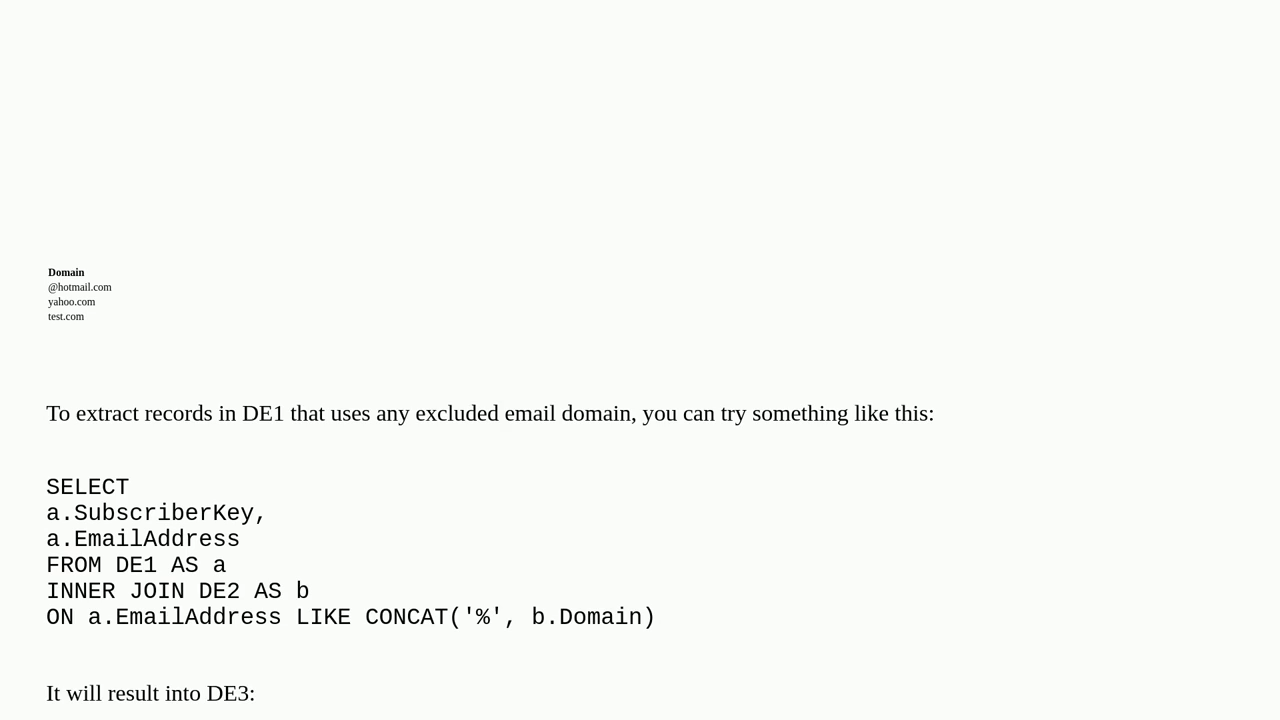 Domain
@hotmail.com
yahoo.com
test.com
To extract records in DE1 that uses any excluded email domain, you can try something like this:
SELECT
a.SubscriberKey,
a.EmailAddress
FROM DE1 AS a
INNER JOIN DE2 AS b
ON a.EmailAddress LIKE CONCAT('%', b.Domain)
It will result into DE3: